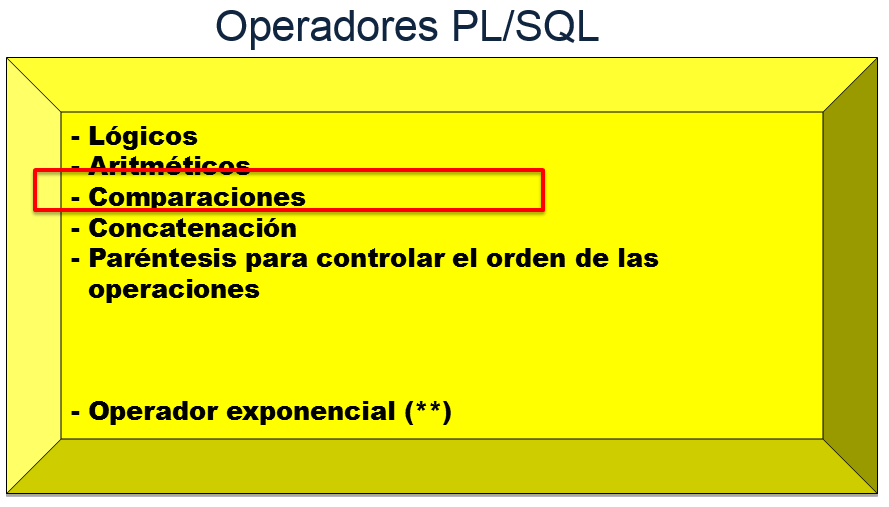 Operadores PL/SQL
- Lógicos
- Aritméticos
- Comparaciones
- Concatenación
- Paréntesis para controlar el orden de las
operaciones
- Operador exponencial (**)